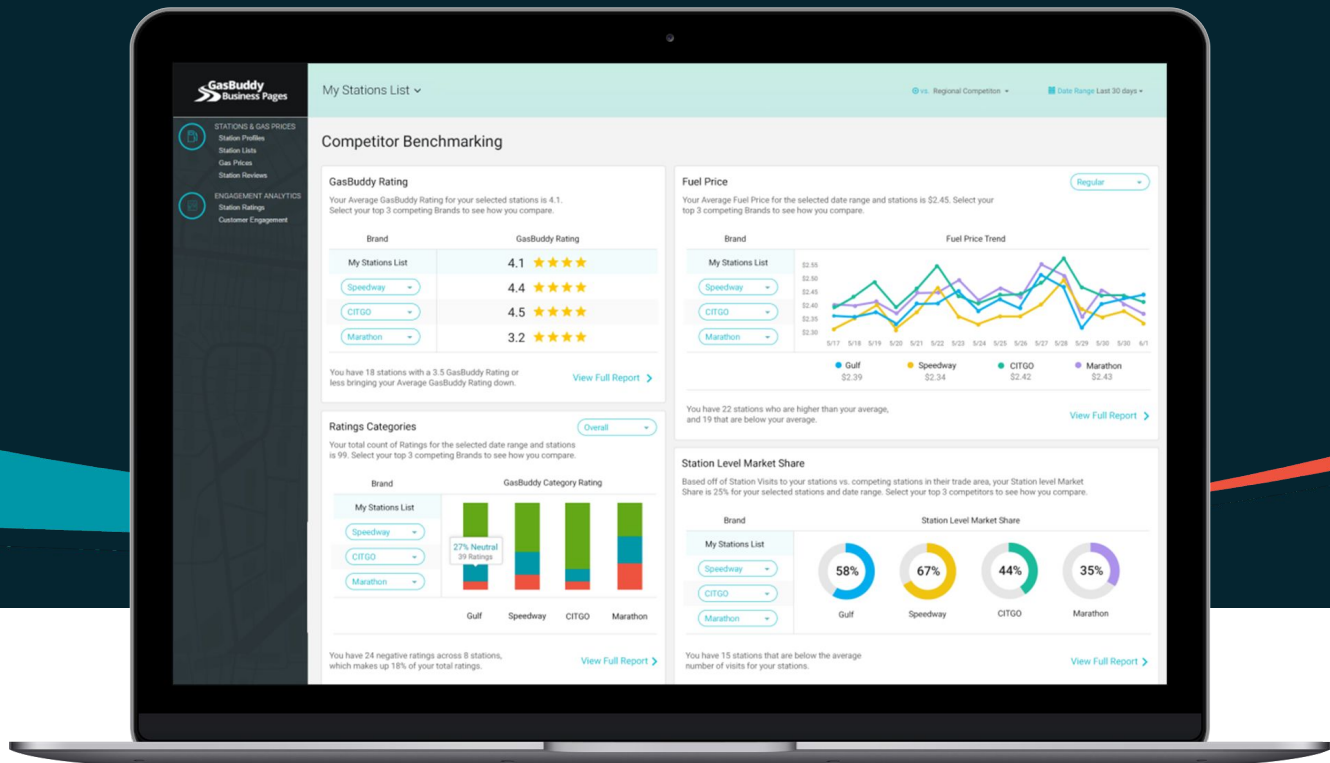 GasBuddy
Business Pages
My Stations List
vs. Regional Competiton
Date Range Last 30 days
STATIONS & GAS PRICES
Station Profiles
Station Lists
Gas Prices
Station Reviews
ENGAGEMENT ANALYTICS
Station Ratings
Customer Engagement
Competitor Benchmarking
GasBuddy Rating
Your Average GasBuddy Rating for your selected stations is 4.1.
Select your top 3 competing Brands to see how you compare.
Brand GasBuddy Rating
My Stations List 4.1
Speedway 4.4
CITGO 4.5
Marathon 3.2
You have 18 stations with a 3.5 GasBuddy Rating or
less bringing your Average GasBuddy Rating down.
View Full Report
Ratings Categories
Overall
Your total count of Ratings for the selected date range and stations
is 99. Select your top 3 competing Brands to see how you compare.
Brand GasBuddy Category Rating
My Stations List
Speedway
CITGO
Marathon
27% Neutral
39 Ratings
Gulf Speedway CITGO Marathon
You have 24 negative ratings across 8 stations,
which makes up 18% of your total ratings.
View Full Report
Fuel Price
Regular
Your Average Fuel Price for the selected date range and stations is $2.45. Select your
top 3 competing Brands to see how you compare.
Brand Fuel Price Trend
My Stations List
Speedway
CITGO
Marathon
$2.55
$2.50
$2.45
$2.40
$2.35
$2.30
5/17 5/18 5/19 5/20 5/21 5/22 5/23 5/24 5/25 5/26 5/27 5/28 5/29 5/30 5/30 6/1
Gulf Speedway CITGO Marathon
$2.39 $2.34 $2.42 $2.43
You have 22 stations who are higher than your average,
and 19 that are below your average.
View Full Report
Station Level Market Share
Based off of Station Visits to your stations vs. competing stations in their trade area, your Station level Market
Share is 25% for your selected stations and date range. Select your top 3 competitors to see how you compare.
Brand Station Level Market Share
My Stations List
Speedway
CITGO
Marathon
58% 67% 44% 35%
Gulf Speedway CITGO Marathon
You have 15 stations that are below the average
number of visits for your stations.
View Full Report